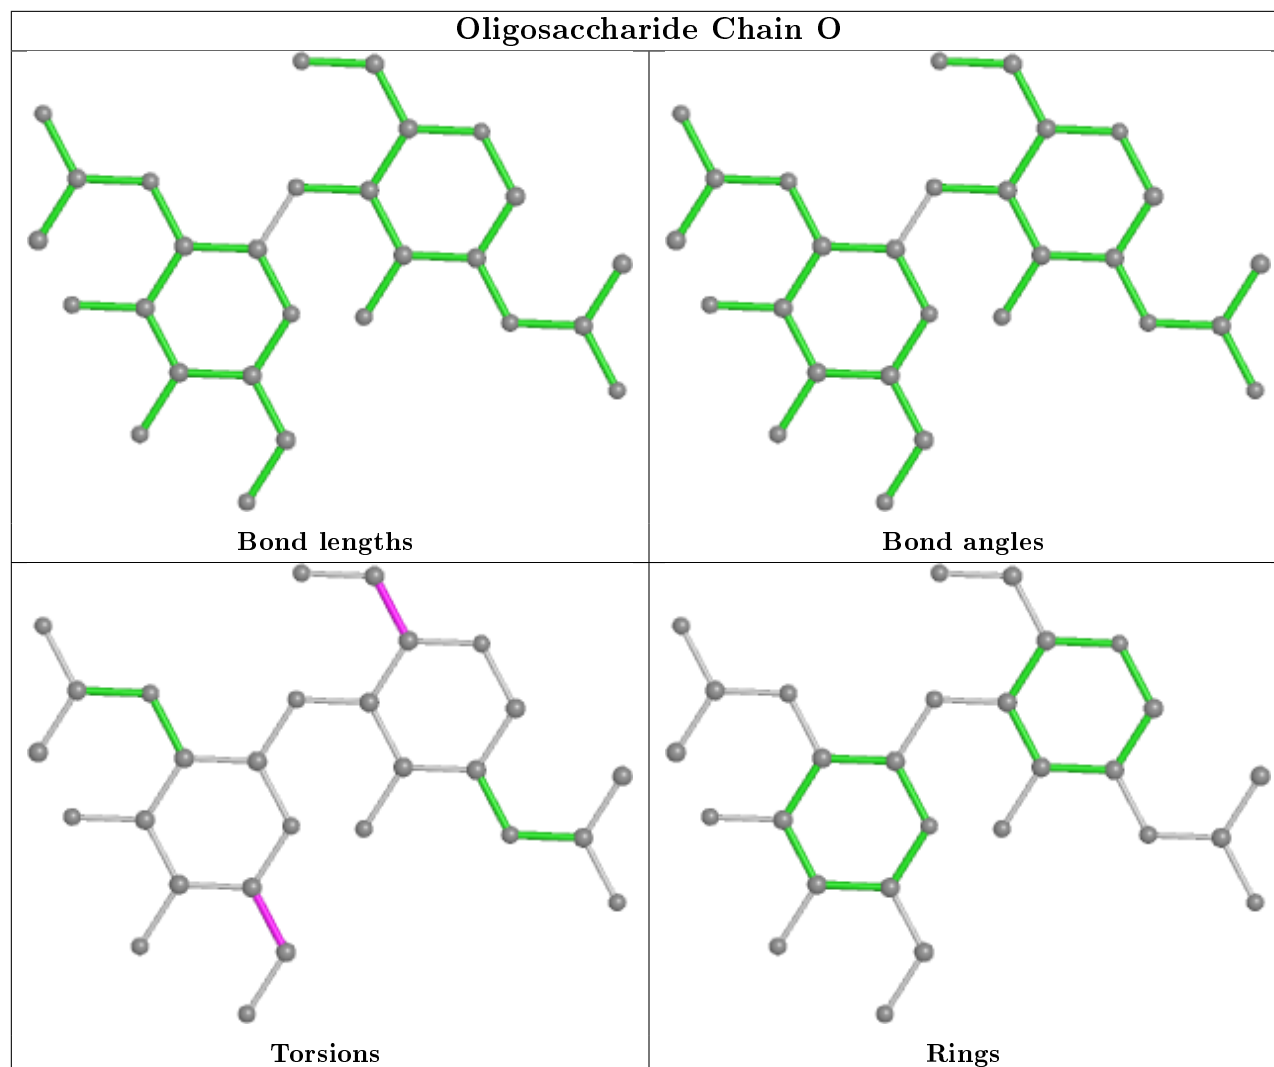 Oligosaccharide Chain O
Bond lengths
Bond angles
Torsions
Rings